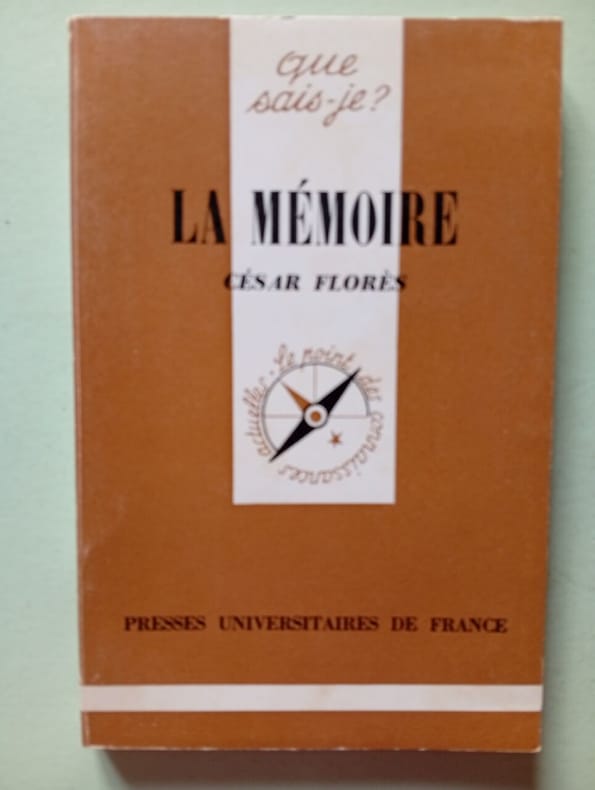 que
sais-je?
LA MÉMOIRE
CÉSAR FLORÈS
le point des connaissances actuelles
PRESSES UNIVERSITAIRES DE FRANCE